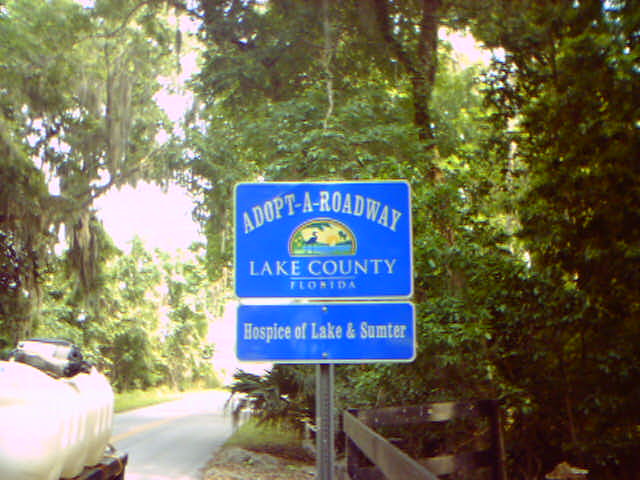 ADOPT-A-ROADWAY
LAKE COUNTY
FLORIDA
Hospice of Lake & Sumter